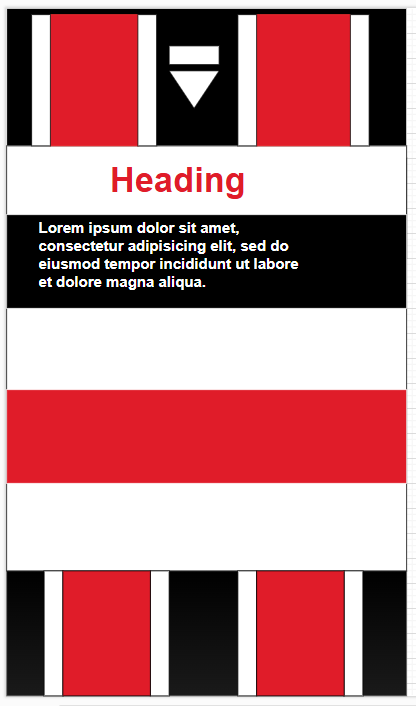 Heading
Lorem ipsum dolor sit amet,
consectetur adipisicing elit, sed do
eiusmod tempor incididunt ut labore
et dolore magna aliqua.